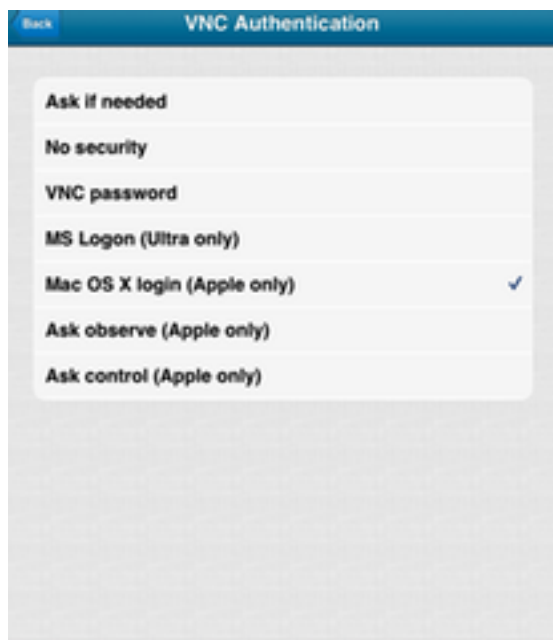 Back
VNC Authentication
Ask if needed
No security
VNC password
MS Logon (Ultra only)
Mac OS X login (Apple only)
Ask observe (Apple only)
Ask control (Apple only)